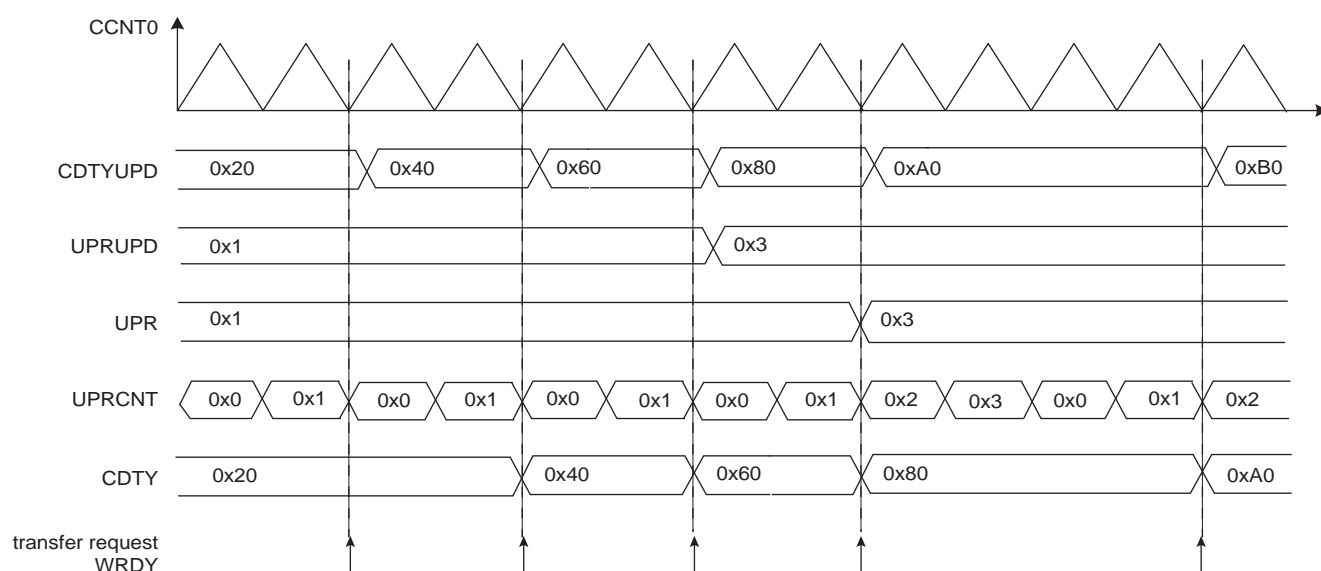 CCNT0
CDTYUPD 0x20 0x40 0x60 0x80 0xA0 0xB0
UPRUPD 0x1 0x3
UPR 0x1 0x3
UPRCNT 0x0 0x1 0x0 0x1 0x0 0x1 0x0 0x1 0x2 0x3 0x0 0x1 0x2
CDTY 0x20 0x40 0x60 0x80 0xA0
transfer request
WRDY